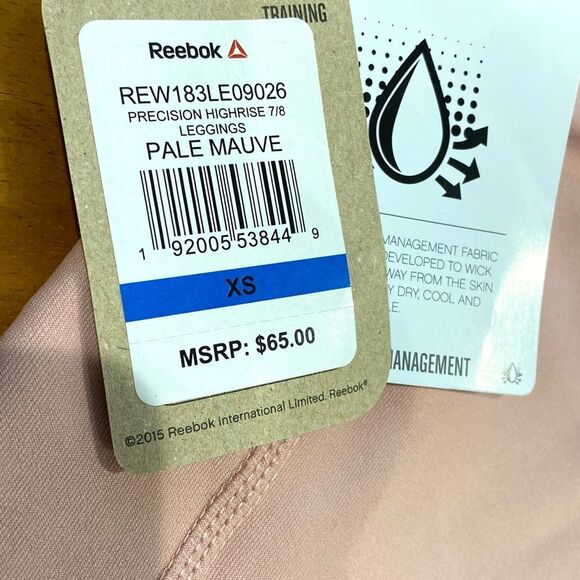 TRAINING
Reebok
REW183LE09026
PRECISION HIGHRISE 7/8
LEGGINGS
PALE MAUVE
1 92005 53844 9
XS
MSRP: $65.00
©2015 Reebok International Limited. Reebok®
MANAGEMENT FABRIC
DEVELOPED TO WICK
AWAY FROM THE SKIN.
DRY, COOL AND
MANAGEMENT